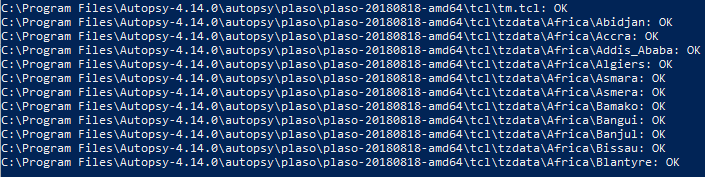 C:\Program Files\Autopsy-4.14.0\autopsy\plaso\plaso-20180818-amd64\tcl\tm.tcl: OK
C:\Program Files\Autopsy-4.14.0\autopsy\plaso\plaso-20180818-amd64\tcl\tzdata\Africa\Abidjan: OK
C:\Program Files\Autopsy-4.14.0\autopsy\plaso\plaso-20180818-amd64\tcl\tzdata\Africa\Accra: OK
C:\Program Files\Autopsy-4.14.0\autopsy\plaso\plaso-20180818-amd64\tcl\tzdata\Africa\Addis_Ababa: OK
C:\Program Files\Autopsy-4.14.0\autopsy\plaso\plaso-20180818-amd64\tcl\tzdata\Africa\Algiers: OK
C:\Program Files\Autopsy-4.14.0\autopsy\plaso\plaso-20180818-amd64\tcl\tzdata\Africa\Asmara: OK
C:\Program Files\Autopsy-4.14.0\autopsy\plaso\plaso-20180818-amd64\tcl\tzdata\Africa\Asmera: OK
C:\Program Files\Autopsy-4.14.0\autopsy\plaso\plaso-20180818-amd64\tcl\tzdata\Africa\Bamako: OK
C:\Program Files\Autopsy-4.14.0\autopsy\plaso\plaso-20180818-amd64\tcl\tzdata\Africa\Bangui: OK
C:\Program Files\Autopsy-4.14.0\autopsy\plaso\plaso-20180818-amd64\tcl\tzdata\Africa\Banjul: OK
C:\Program Files\Autopsy-4.14.0\autopsy\plaso\plaso-20180818-amd64\tcl\tzdata\Africa\Bissau: OK
C:\Program Files\Autopsy-4.14.0\autopsy\plaso\plaso-20180818-amd64\tcl\tzdata\Africa\Blantyre: OK